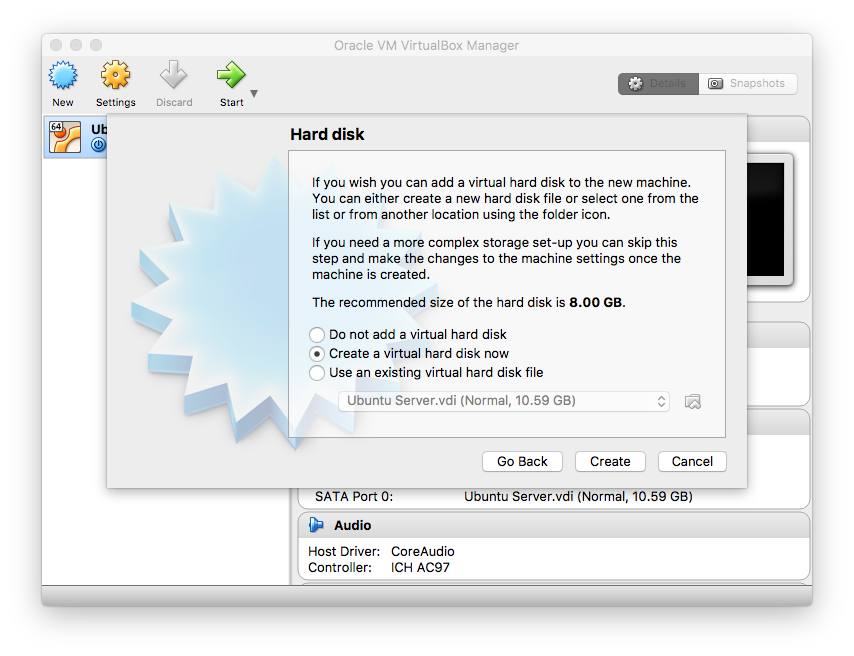 Oracle VM VirtualBox Manager
New
Settings
Discard
Start
Details
Snapshots
64
Ub
Hard disk
If you wish you can add a virtual hard disk to the new machine.
You can either create a new hard disk file or select one from the
list or from another location using the folder icon.
If you need a more complex storage set-up you can skip this
step and make the changes to the machine settings once the
machine is created.
The recommended size of the hard disk is 8.00 GB.
Do not add a virtual hard disk
Create a virtual hard disk now
Use an existing virtual hard disk file
Ubuntu Server.vdi (Normal, 10.59 GB)
Go Back
Create
Cancel
SATA Port 0: Ubuntu Server.vdi (Normal, 10.59 GB)
Audio
Host Driver: CoreAudio
Controller: ICH AC97